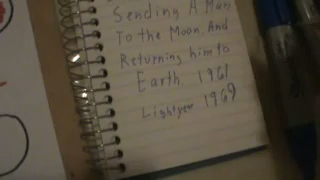 Sending A Man
To the Moon, And
Returning him to
Earth. 1961
Lightyear 1969